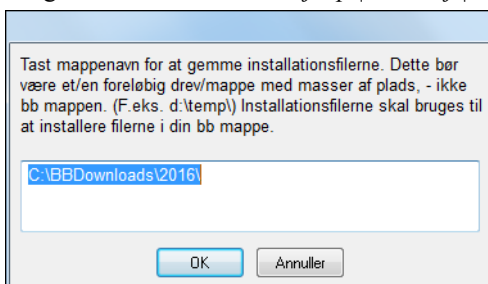 Tast mappenavn for at gemme installationsfilerne. Dette bør
være et/en foreløbig drev/mappe med masser af plads, - ikke
bb mappen. (F.eks. d:\temp\) Installationsfilerne skal bruges til
at installere filerne i din bb mappe.
C:\BBDownloads\2016\
OK
Annuller